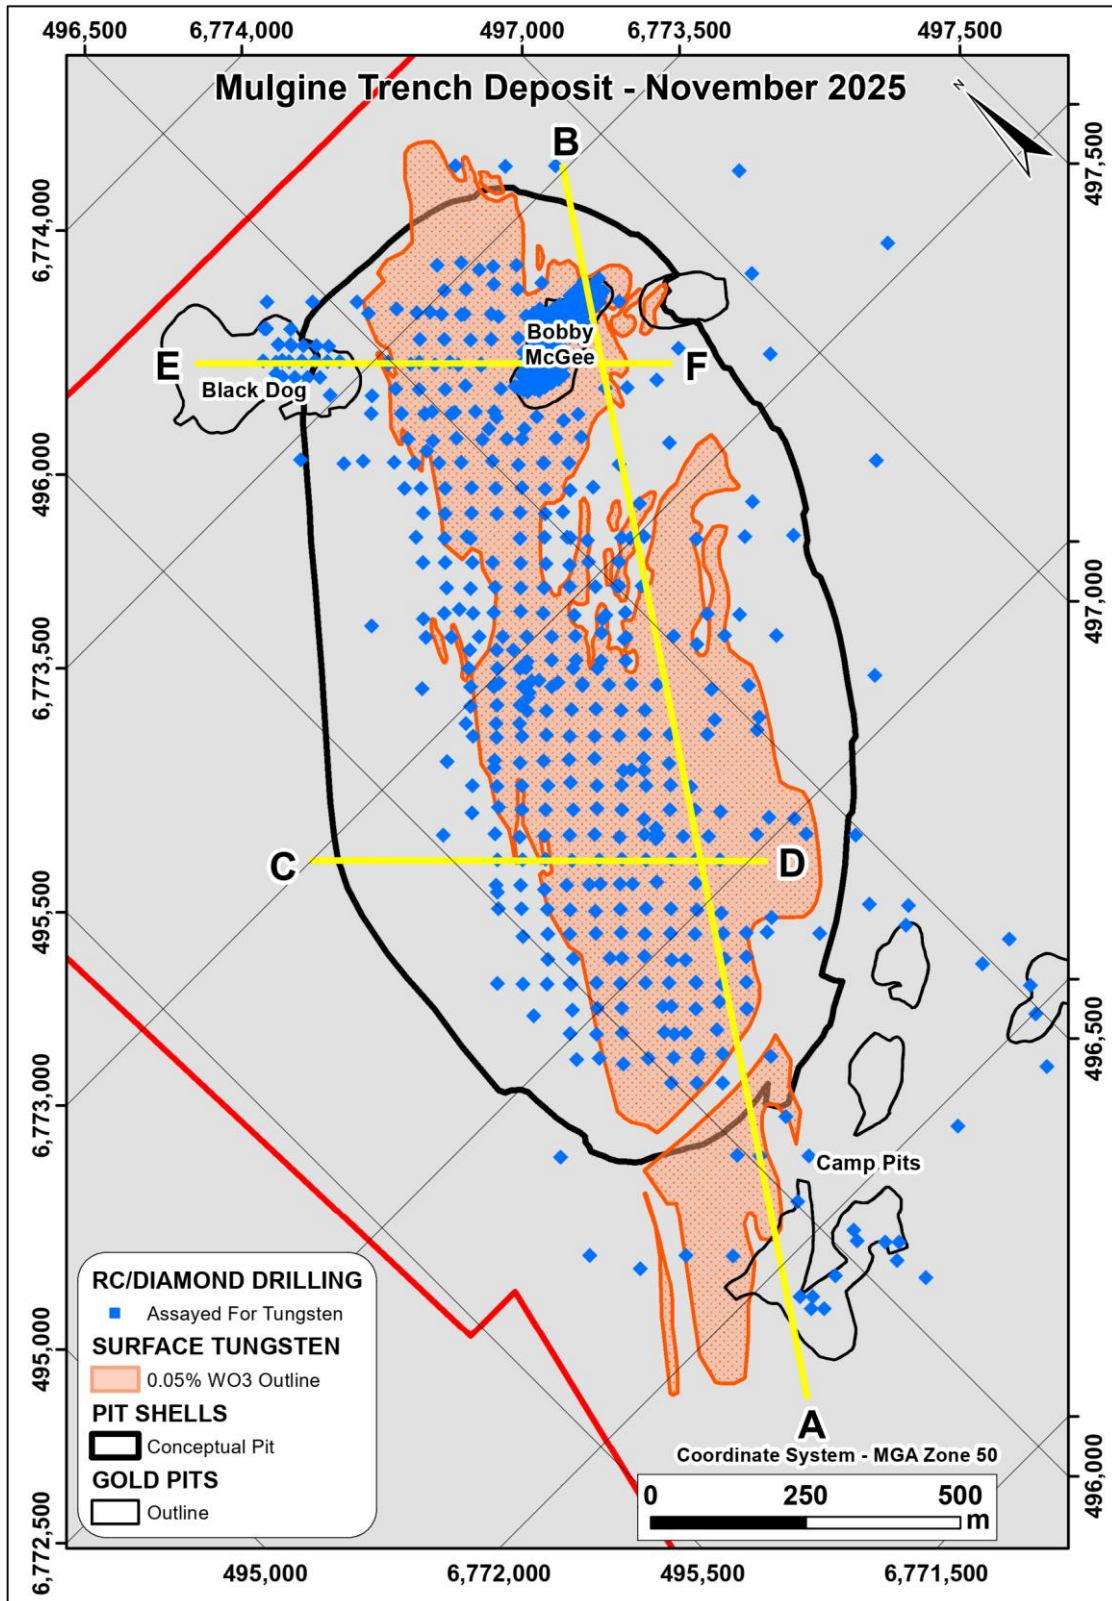 496,500
6,774,000
497,000
6,773,500
497,500
Mulgine Trench Deposit - November 2025
N
B
497,500
6,774,000
Bobby
McGee
E
F
Black Dog
496,000
497,000
6,773,500
C
D
495,500
496,500
6,773,000
Camp Pits
RC/DIAMOND DRILLING
Assayed For Tungsten
SURFACE TUNGSTEN
0.05% WO3 Outline
PIT SHELLS
Conceptual Pit
GOLD PITS
Outline
495,000
A
Coordinate System - MGA Zone 50
0 250 500
m
496,000
6,772,500
495,000
6,772,000
495,500
6,771,500